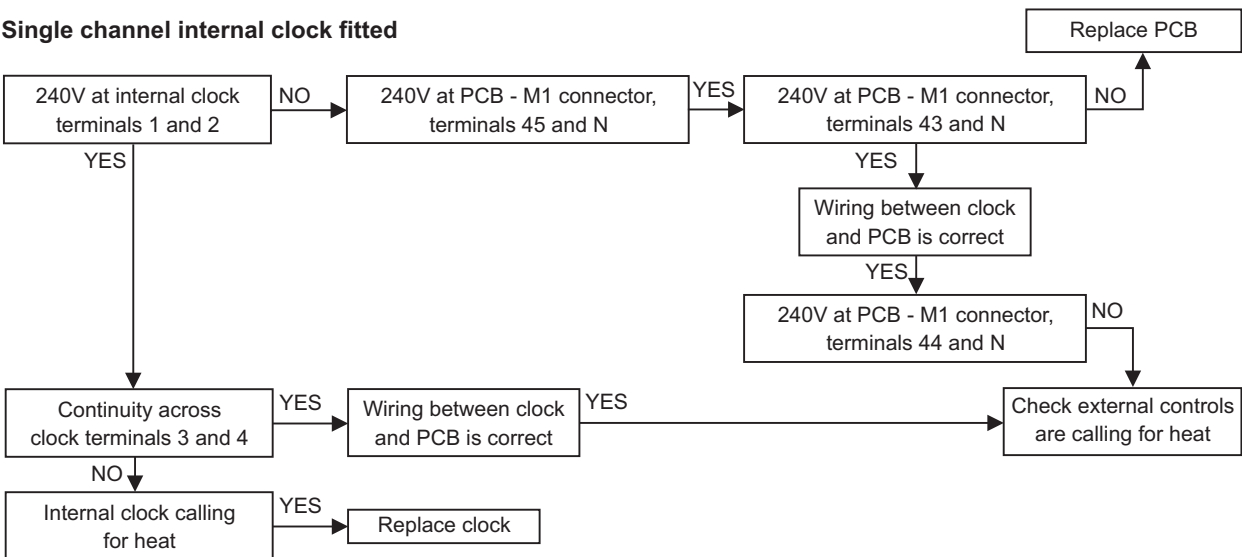 Single channel internal clock fitted
Replace PCB
240V at internal clock
terminals 1 and 2
NO
240V at PCB - M1 connector,
terminals 45 and N
YES
240V at PCB - M1 connector,
terminals 43 and N
NO
YES
YES
Wiring between clock
and PCB is correct
YES
240V at PCB - M1 connector,
terminals 44 and N
NO
Continuity across
clock terminals 3 and 4
YES
Wiring between clock
and PCB is correct
YES
Check external controls
are calling for heat
NO
Internal clock calling
for heat
YES
Replace clock